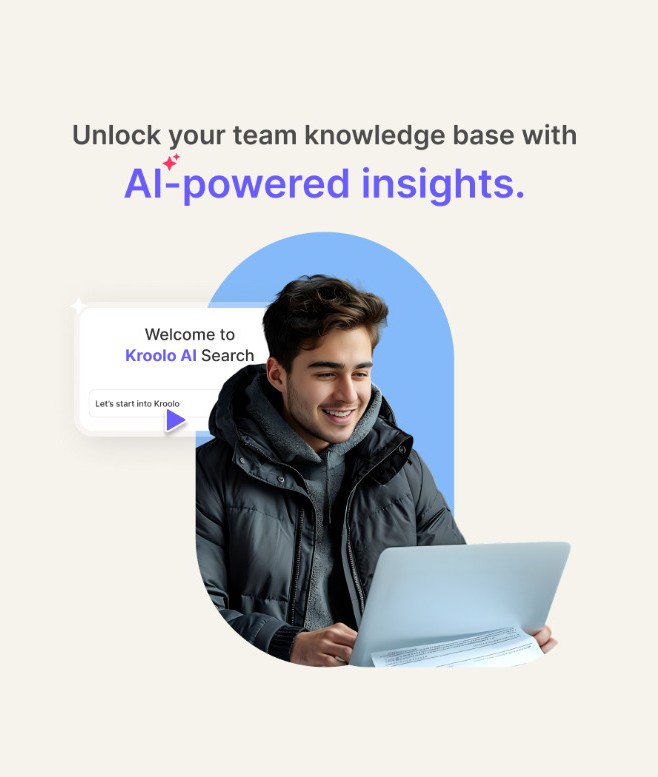 Unlock your team knowledge base with
AI-powered insights.
Welcome to
Kroolo AI Search
Let's start into Kroolo